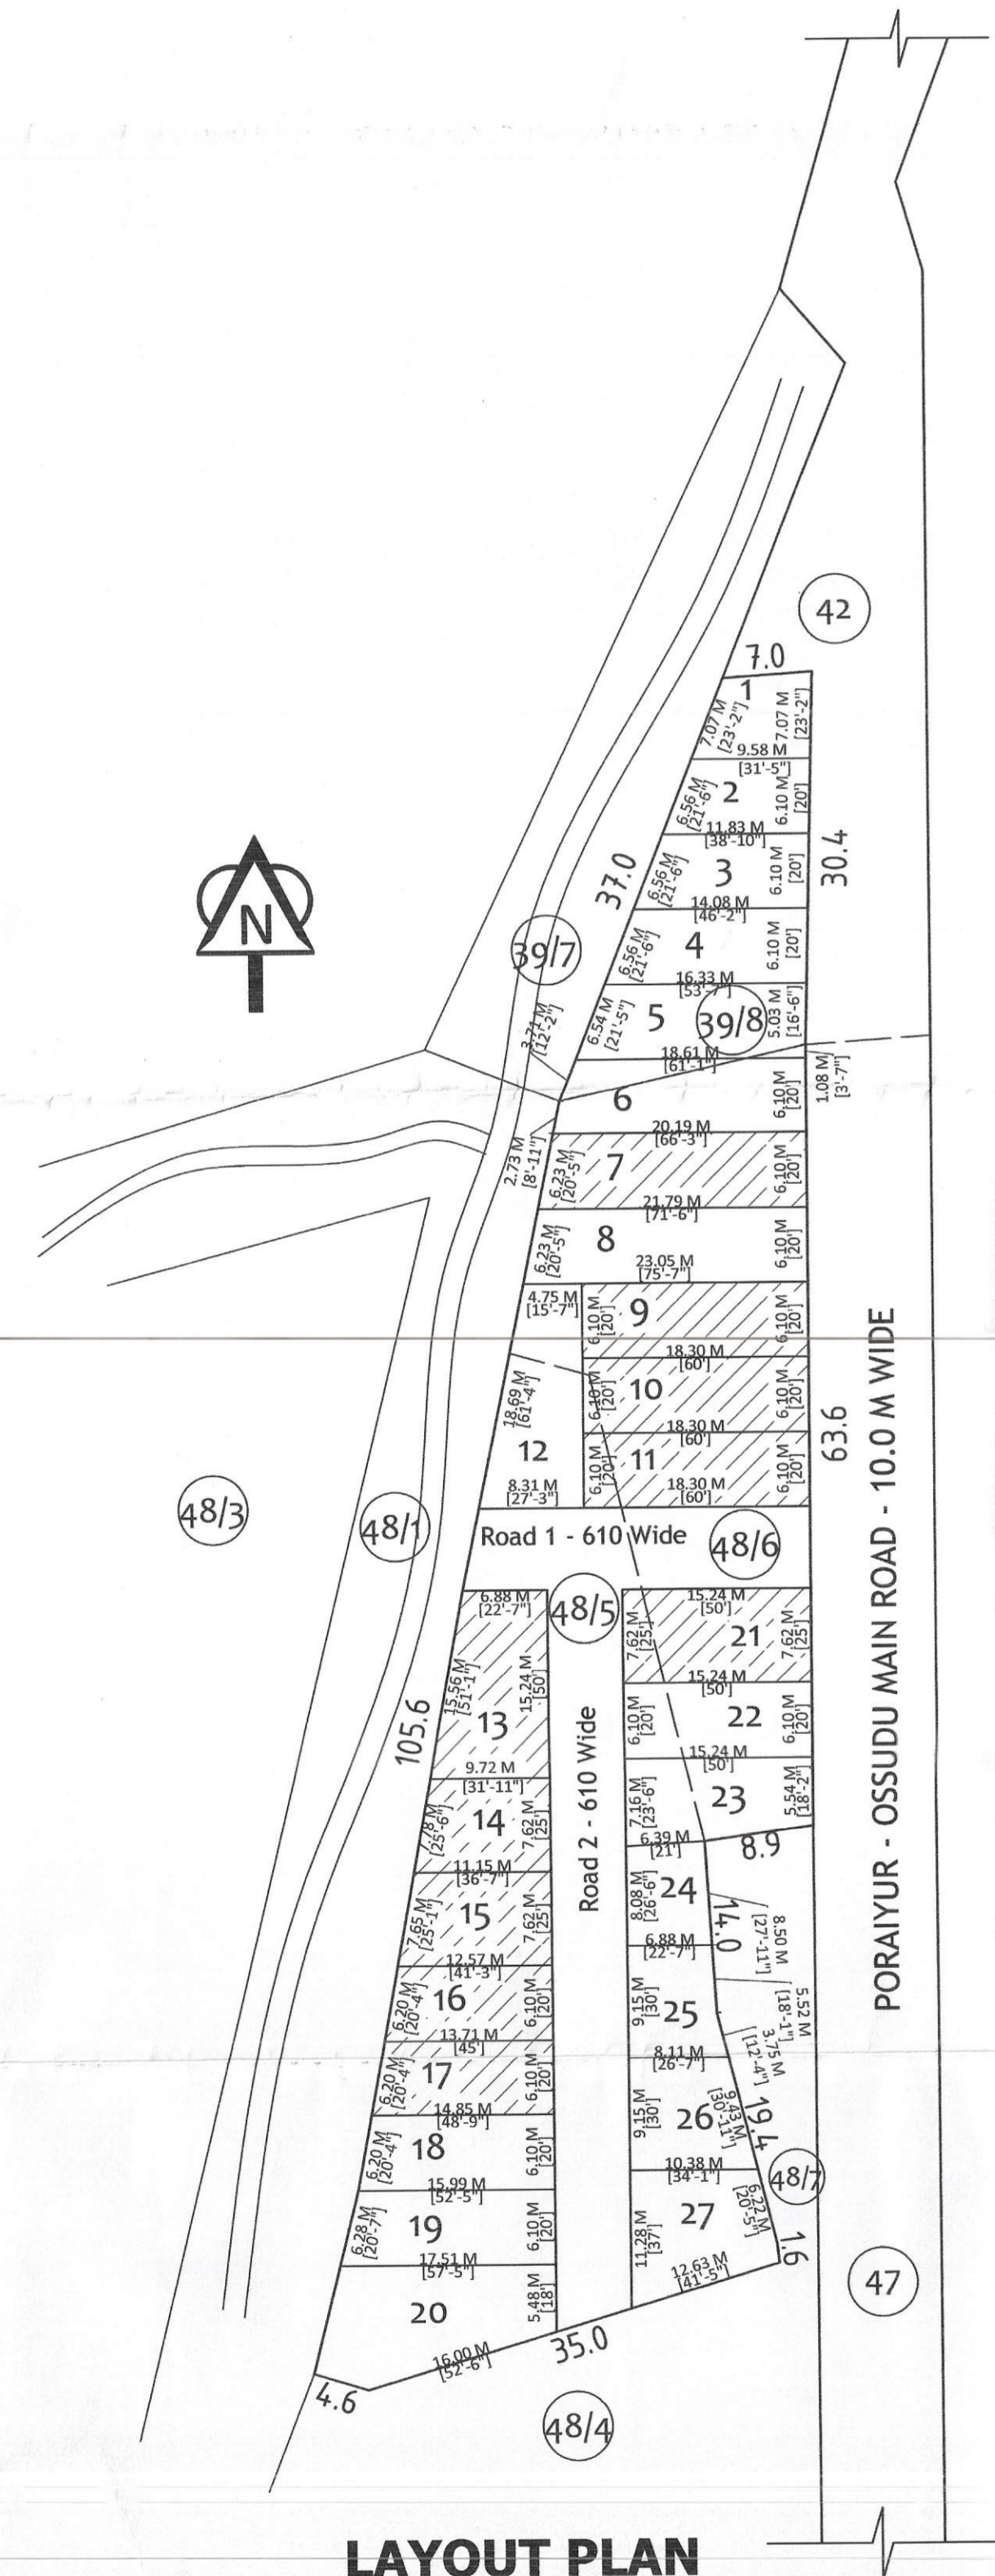 42
7.0
1
7.07 M
[23'-2"]
7.07 M
[23'-2"]
9.58 M
[31'-5"]
2
6.56 M
[21'-6"]
6.10 M
[20']
11.83 M
[38'-10"]
3
6.56 M
[21'-6"]
6.10 M
[20']
30.4
37.0
14.08 M
[46'-2"]
N
39/7
4
6.56 M
[21'-6"]
6.10 M
[20']
16.33 M
[53'-7"]
5
39/8
6.54 M
[21'-5"]
5.03 M
[16'-6"]
3.71 M
[12'-2"]
18.61 M
[61'-1"]
1.08 M
[3'-7"]
6
6.10 M
[20']
20.19 M
[66'-3"]
2.73 M
[8'-11"]
7
6.23 M
[20'-5"]
6.10 M
[20']
21.79 M
[71'-6"]
8
6.23 M
[20'-5"]
6.10 M
[20']
23.05 M
[75'-7"]
4.75 M
[15'-7"]
9
6.10 M
[20']
6.10 M
[20']
18.30 M
[60']
10
6.10 M
[20']
6.10 M
[20']
18.30 M
[60']
18.69 M
[61'-4"]
12
11
6.10 M
[20']
6.10 M
[20']
63.6
8.31 M
[27'-3"]
18.30 M
[60']
PORAIYUR - OSSUDU MAIN ROAD - 10.0 M WIDE
48/3
48/1
Road 1 - 610 Wide
48/6
48/5
6.88 M
[22'-7"]
15.24 M
[50']
21
7.62 M
[25']
7.62 M
[25']
15.24 M
[50']
15.56 M
[51'-1"]
15.24 M
[50']
13
105.6
22
6.10 M
[20']
6.10 M
[20']
15.24 M
[50']
9.72 M
[31'-11"]
Road 2 - 610 Wide
23
7.16 M
[23'-6"]
5.54 M
[18'-2"]
14
[25'-6"]
7.62 M
[25']
6.39 M
[21']
8.9
11.15 M
[36'-7"]
24
8.08 M
[26'-6"]
14.0
8.50 M
[27'-11"]
15
7.65 M
[25'-1"]
7.62 M
[25']
6.88 M
[22'-7"]
12.57 M
[41'-3"]
16
6.20 M
[20'-4"]
6.10 M
[20']
25
9.15 M
[30']
5.52 M
[18'-1"]
3.75 M
[12'-4"]
13.71 M
[45']
8.11 M
[26'-7"]
17
6.20 M
[20'-4"]
6.10 M
[20']
14.85 M
[48'-9"]
26
9.15 M
[30']
9.43 M
[30'-11"]
19.4
18
6.20 M
[20'-4"]
6.10 M
[20']
10.38 M
[34'-1"]
48/7
15.99 M
[52'-5"]
19
6.28 M
[20'-7"]
6.10 M
[20']
27
11.28 M
[37']
6.22 M
[20'-5"]
1.6
17.51 M
[57'-5"]
12.63 M
[41'-5"]
47
20
5.48 M
[18']
16.00 M
[52'-6"]
35.0
4.6
48/4
LAYOUT PLAN